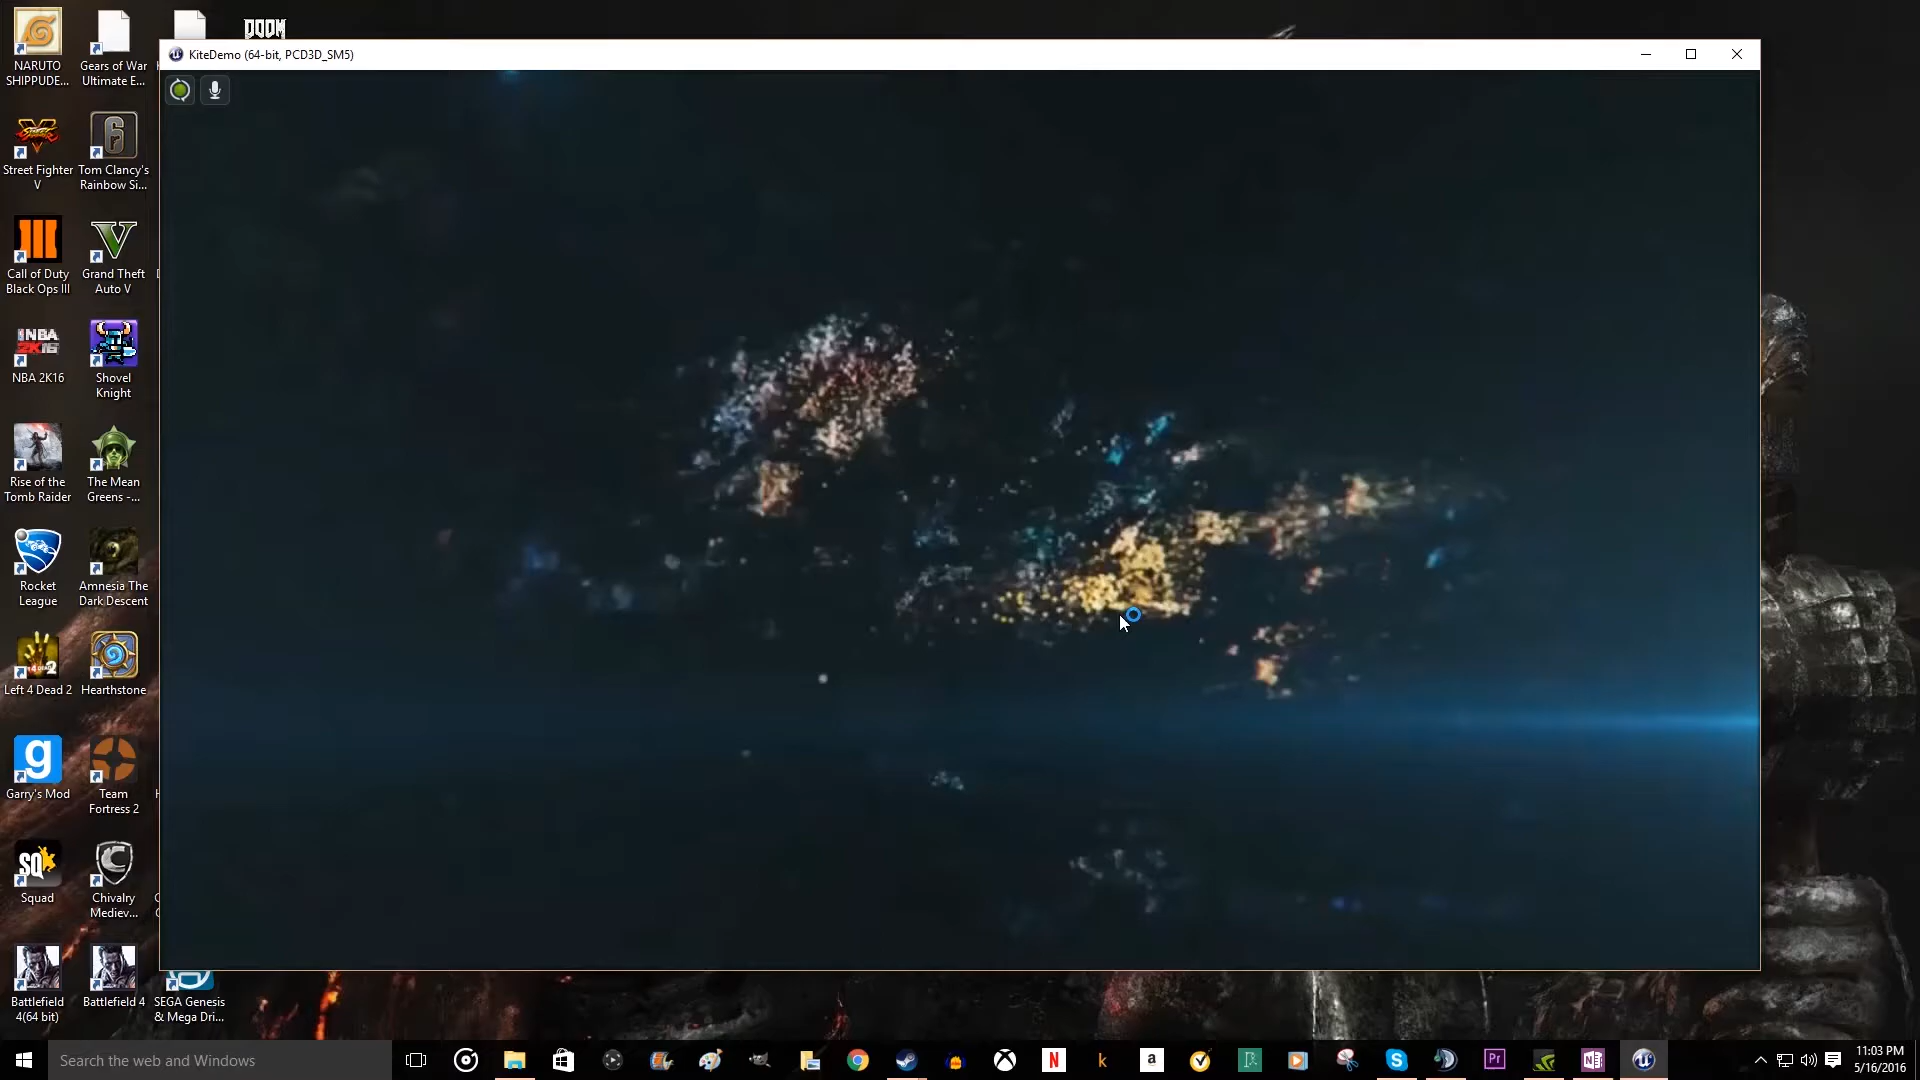 DOOM
KiteDemo (64-bit, PCD3D_SM5)
NARUTO
SHIPPUDE...
Gears of War
Ultimate E...
Street Fighter
V
Tom Clancy's
Rainbow Si...
Call of Duty
Black Ops III
Grand Theft
Auto V
NBA
2K16
NBA 2K16
Shovel
Knight
Rise of the
Tomb Raider
The Mean
Greens -...
Rocket
League
Amnesia The
Dark Descent
Left 4 Dead 2
Hearthstone
Garry's Mod
Team
Fortress 2
SQ
Squad
Chivalry
Mediev...
Battlefield
4(64 bit)
Battlefield 4
SEGA Genesis
& Mega Dri...
Search the web and Windows
11:03 PM
5/16/2016